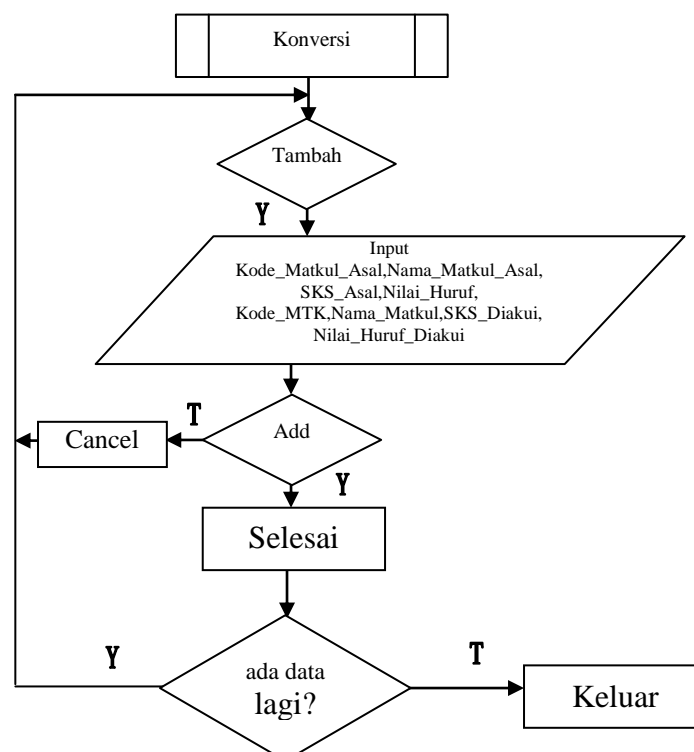 Konversi
Tambah
Y
Input
Kode_Matkul_Asal,Nama_Matkul_Asal,
SKS_Asal,Nilai_Huruf,
Kode_MTK,Nama_Matkul,SKS_Diakui,
Nilai_Huruf_Diakui
T
Add
Cancel
Y
Selesai
Y
ada data
lagi?
T
Keluar